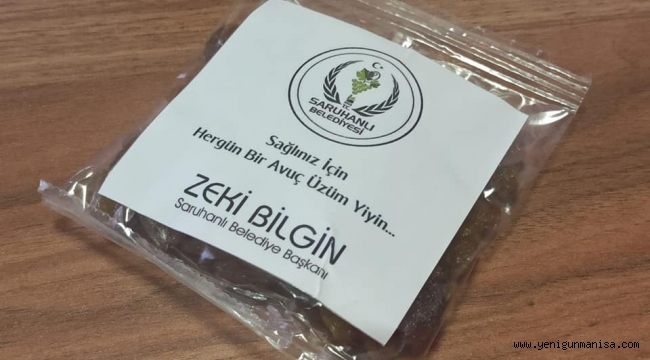 T.C.
SARUHANLI
BELEDİYESİ
Sağlınız İçin
Hergün Bir Avuç Üzüm Yiyin...
ZEKİ BİLGİN
Saruhanlı Belediye Başkanı
www.yenigunmanisa.com